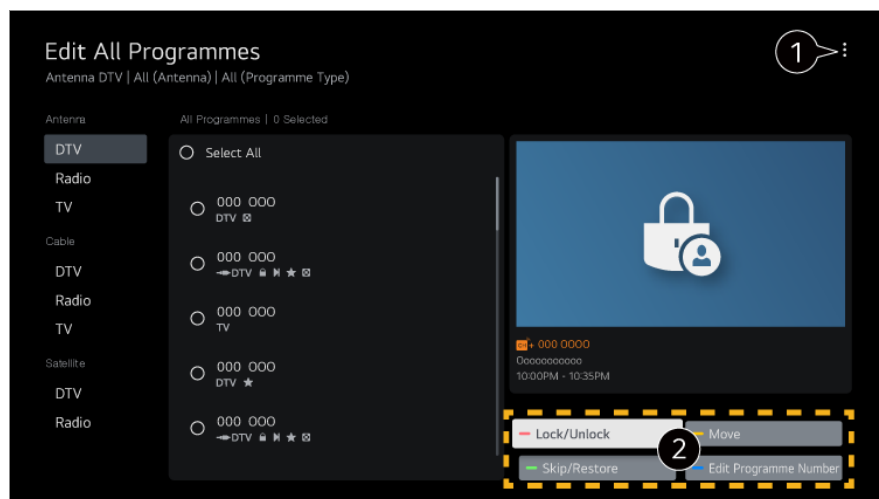 Edit All Programmes
Antenna DTV | All (Antenna) | All (Programme Type)
1
Antenna
DTV
Radio
TV
Cable
DTV
Radio
TV
Satellite
DTV
Radio
All Programmes | 0 Selected
Select All
000 000
DTV
000 000
DTV
000 000
TV
000 000
DTV
000 000
DTV
000 0000
Ooooooooooo
10:00PM - 10:35PM
Lock/Unlock
Move
2
Skip/Restore
Edit Programme Number